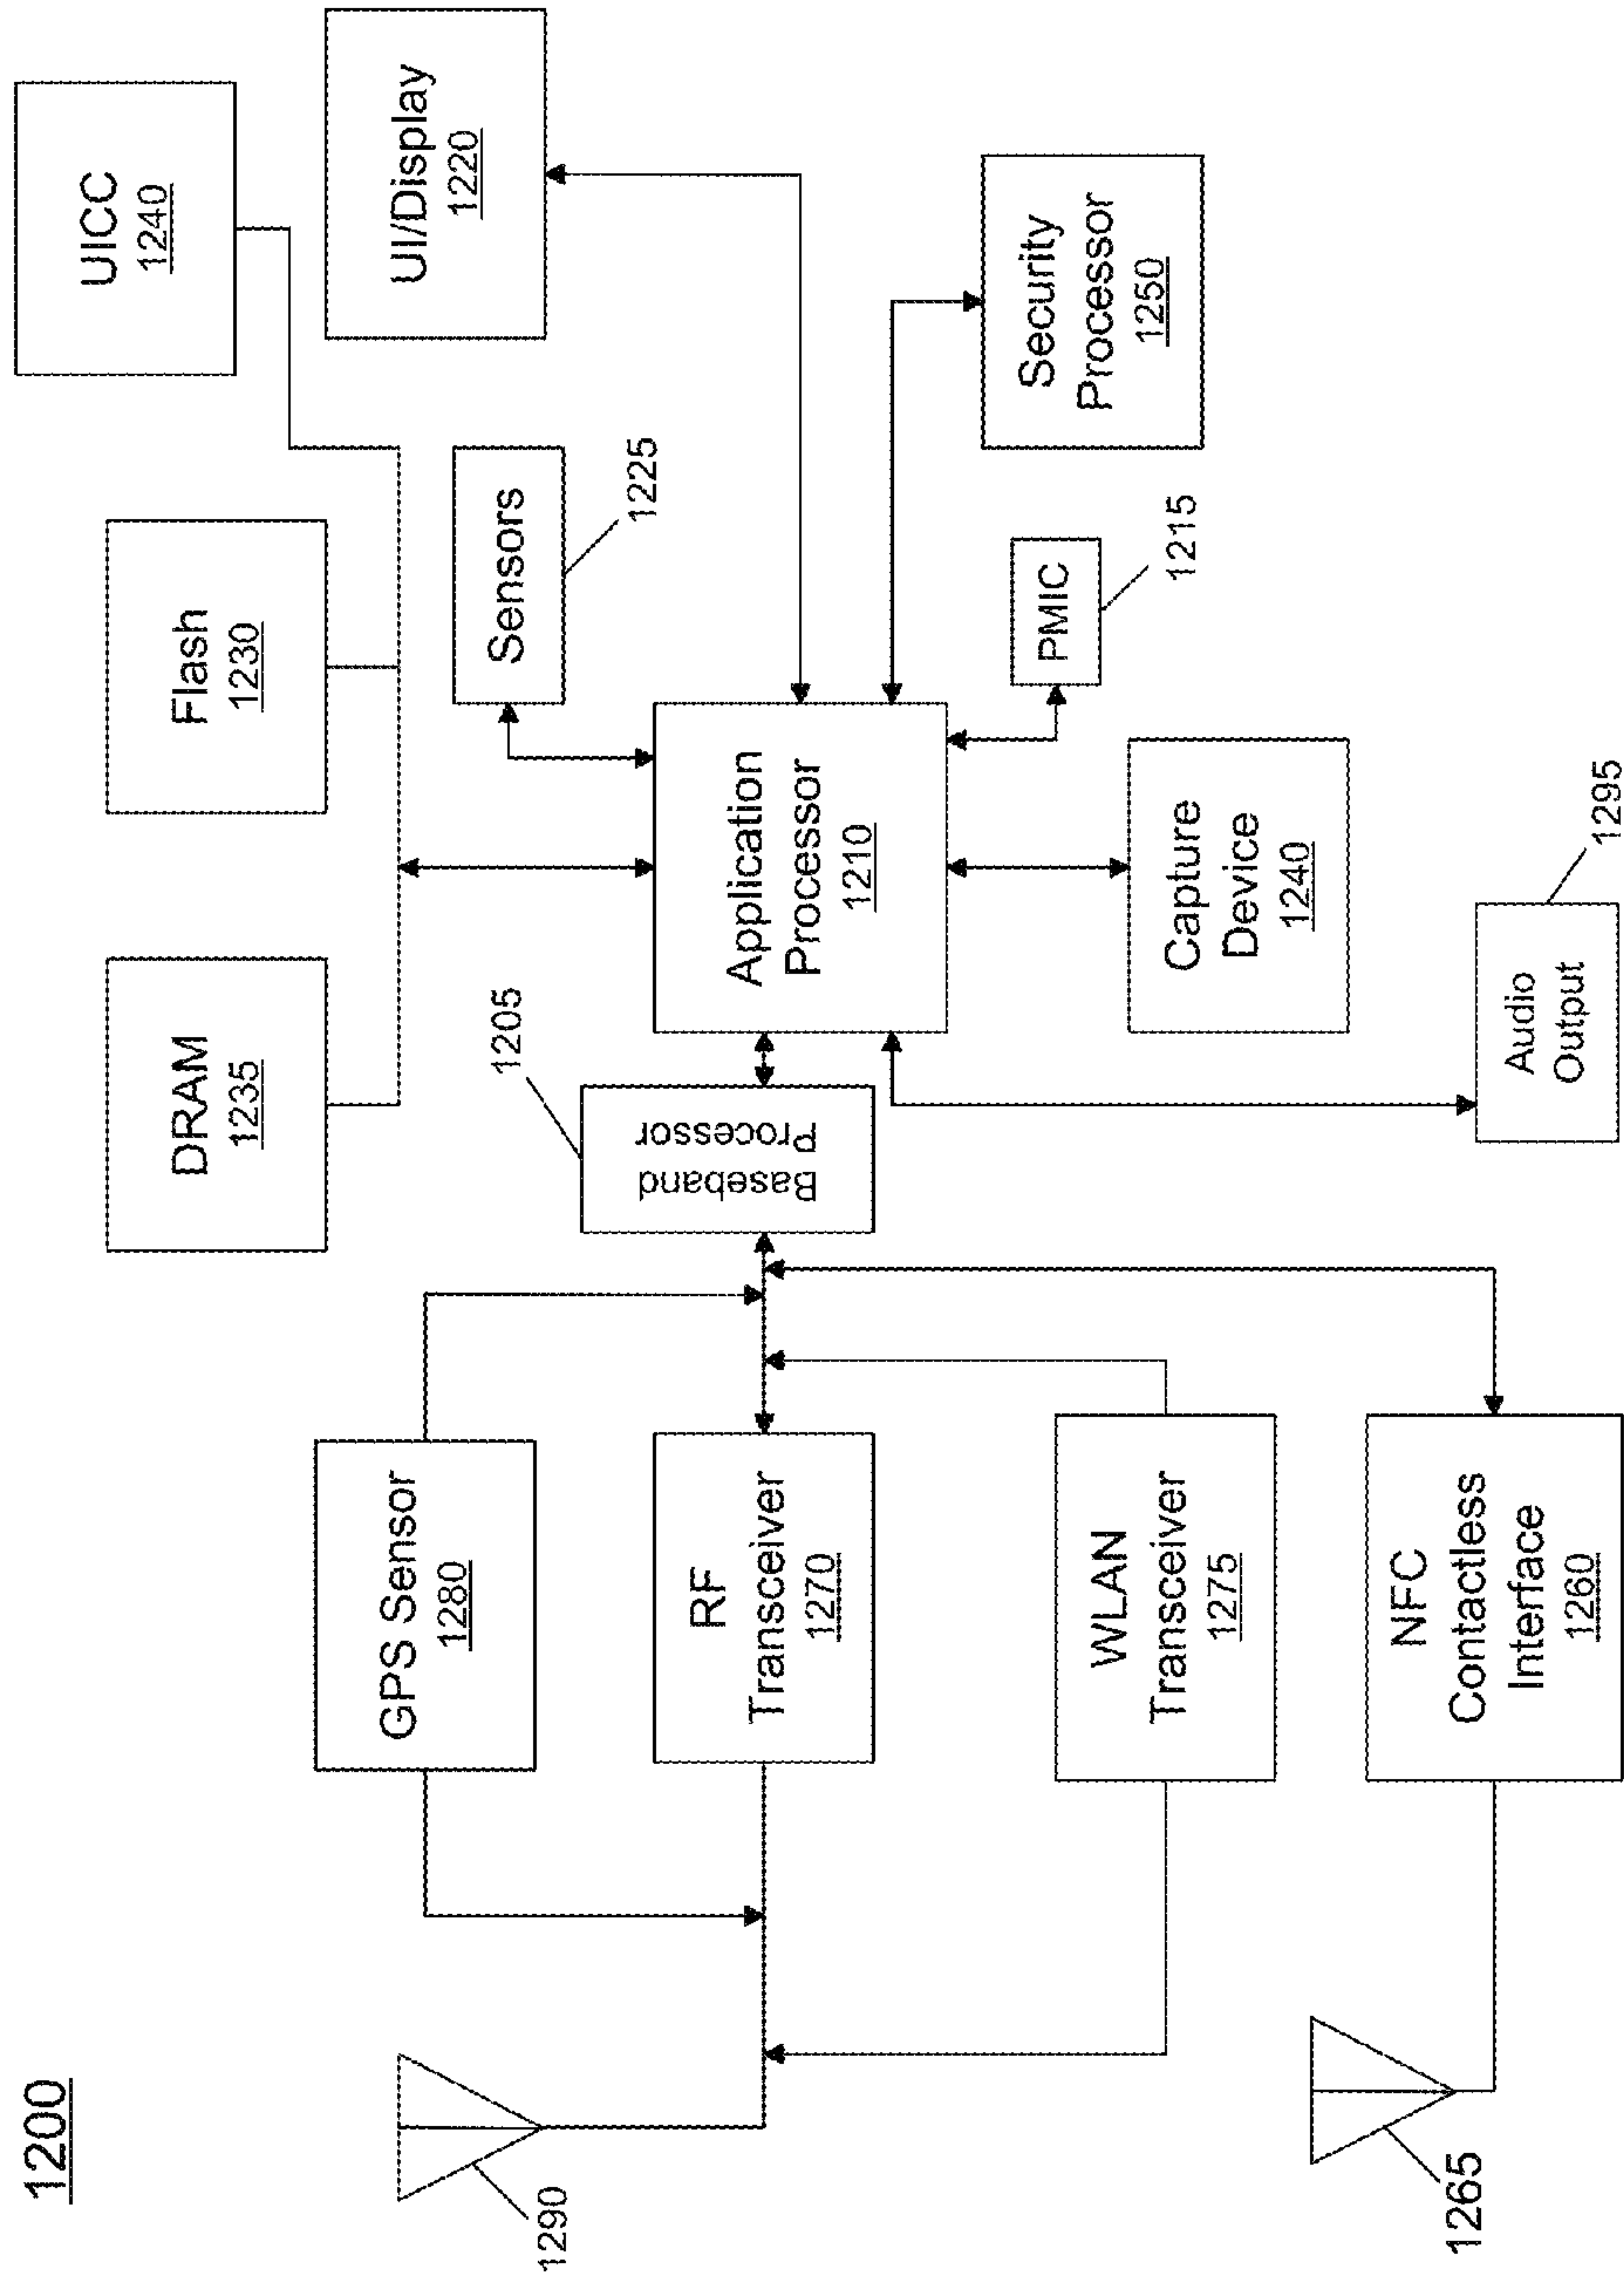 1200
UICC
1240
Flash
1230
DRAM
1235
UI/Display
1220
Sensors
1225
1205
Baseband
Processor
Application
Processor
1210
Security
Processor
1250
PMIC
1215
Capture
Device
1240
Audio
Output
1295
GPS Sensor
1280
RF
Transceiver
1270
WLAN
Transceiver
1275
NFC
Contactless
Interface
1260
1290
1265